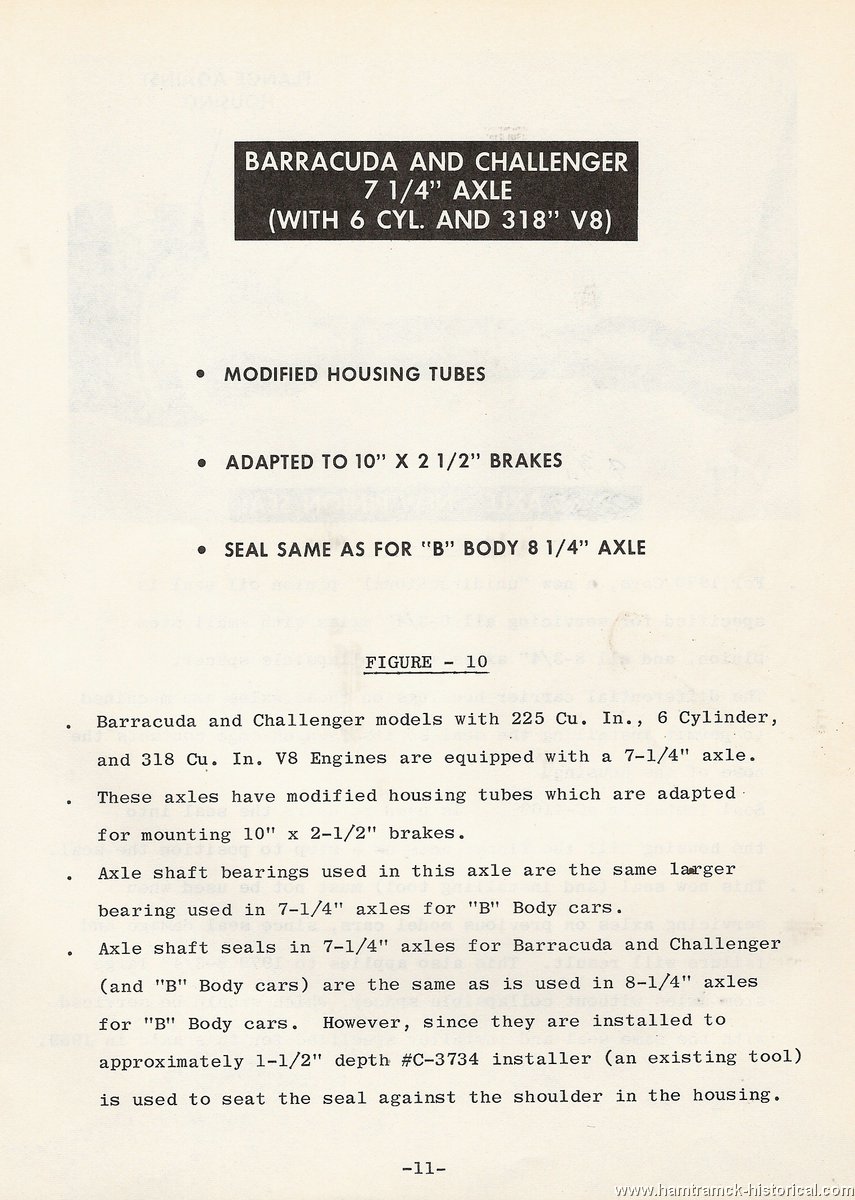 BARRACUDA AND CHALLENGER
7 1/4" AXLE
(WITH 6 CYL. AND 318" V8)
• MODIFIED HOUSING TUBES
• ADAPTED TO 10" X 2 1/2" BRAKES
• SEAL SAME AS FOR "B" BODY 8 1/4" AXLE
FIGURE - 10
. Barracuda and Challenger models with 225 Cu. In., 6 Cylinder,
and 318 Cu. In. V8 Engines are equipped with a 7-1/4" axle.
. These axles have modified housing tubes which are adapted
for mounting 10" x 2-1/2" brakes.
. Axle shaft bearings used in this axle are the same larger
bearing used in 7-1/4" axles for "B" Body cars.
. Axle shaft seals in 7-1/4" axles for Barracuda and Challenger
(and "B" Body cars) are the same as is used in 8-1/4" axles
for "B" Body cars. However, since they are installed to
approximately 1-1/2" depth #C-3734 installer (an existing tool)
is used to seat the seal against the shoulder in the housing.
-11-
www.hamtramck-historical.com